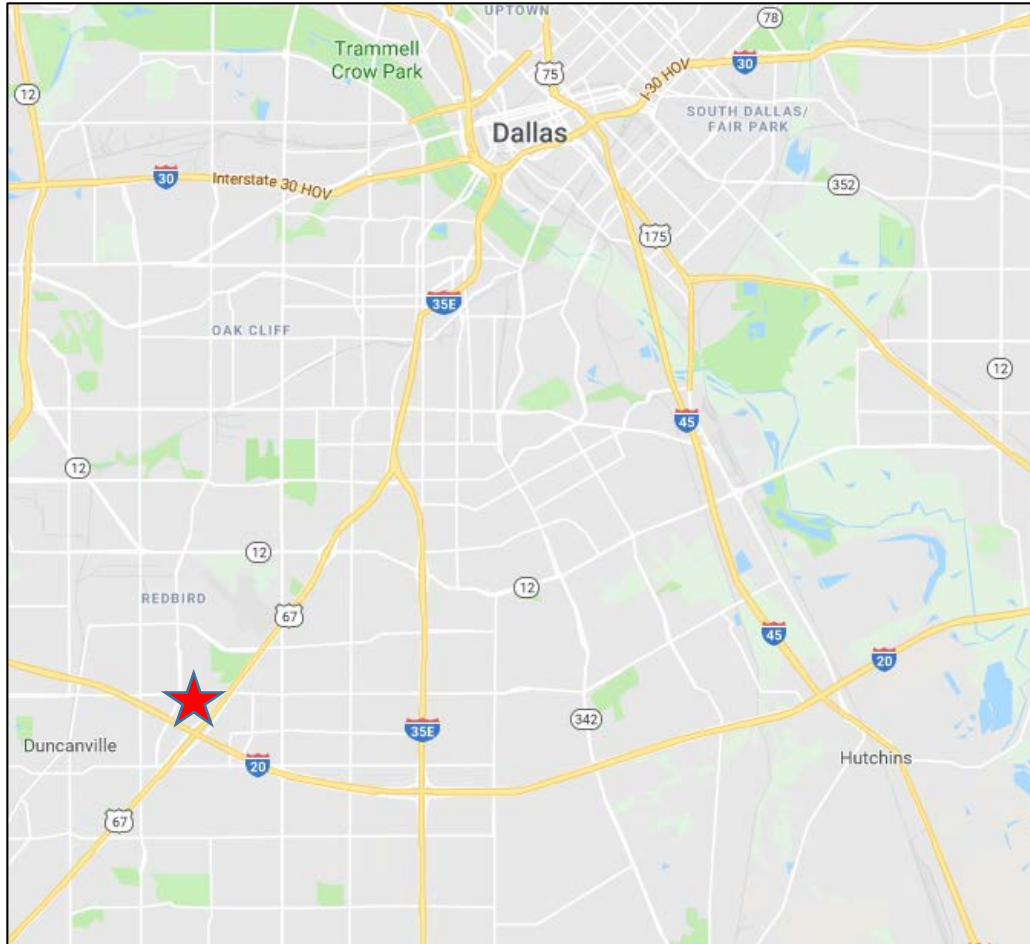 UPTOWN
78
Trammell
Crow Park
75
I-30 HOV
30
12
Dallas
SOUTH DALLAS/
FAIR PARK
30
Interstate 30 HOV
352
175
35E
OAK CLIFF
12
45
12
12
12
REDBIRD
67
45
20
342
35E
Duncanville
20
Hutchins
67